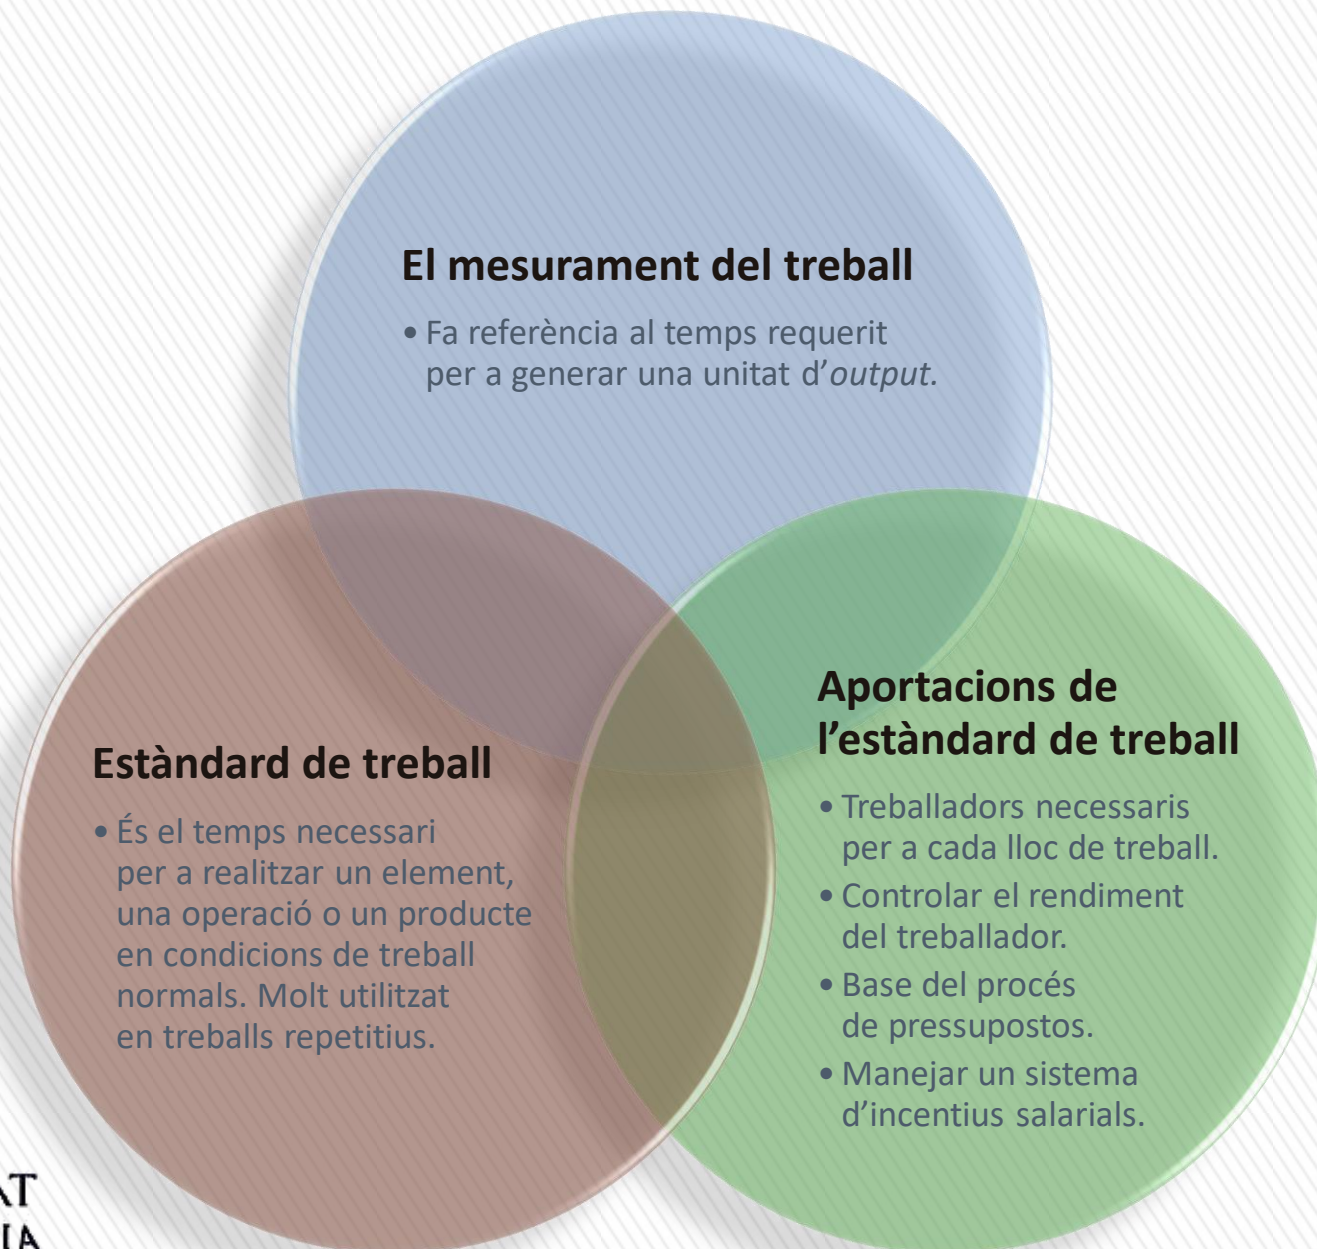 El mesurament del treball
• Fa referència al temps requerit
per a generar una unitat d’output.
Estàndard de treball
• És el temps necessari
per a realitzar un element,
una operació o un producte
en condicions de treball
normals. Molt utilitzat
en treballs repetitius.
Aportacions de
l’estàndard de treball
• Treballadors necessaris
per a cada lloc de treball.
• Controlar el rendiment
del treballador.
• Base del procés
de pressupostos.
• Manejar un sistema
d’incentius salarials.